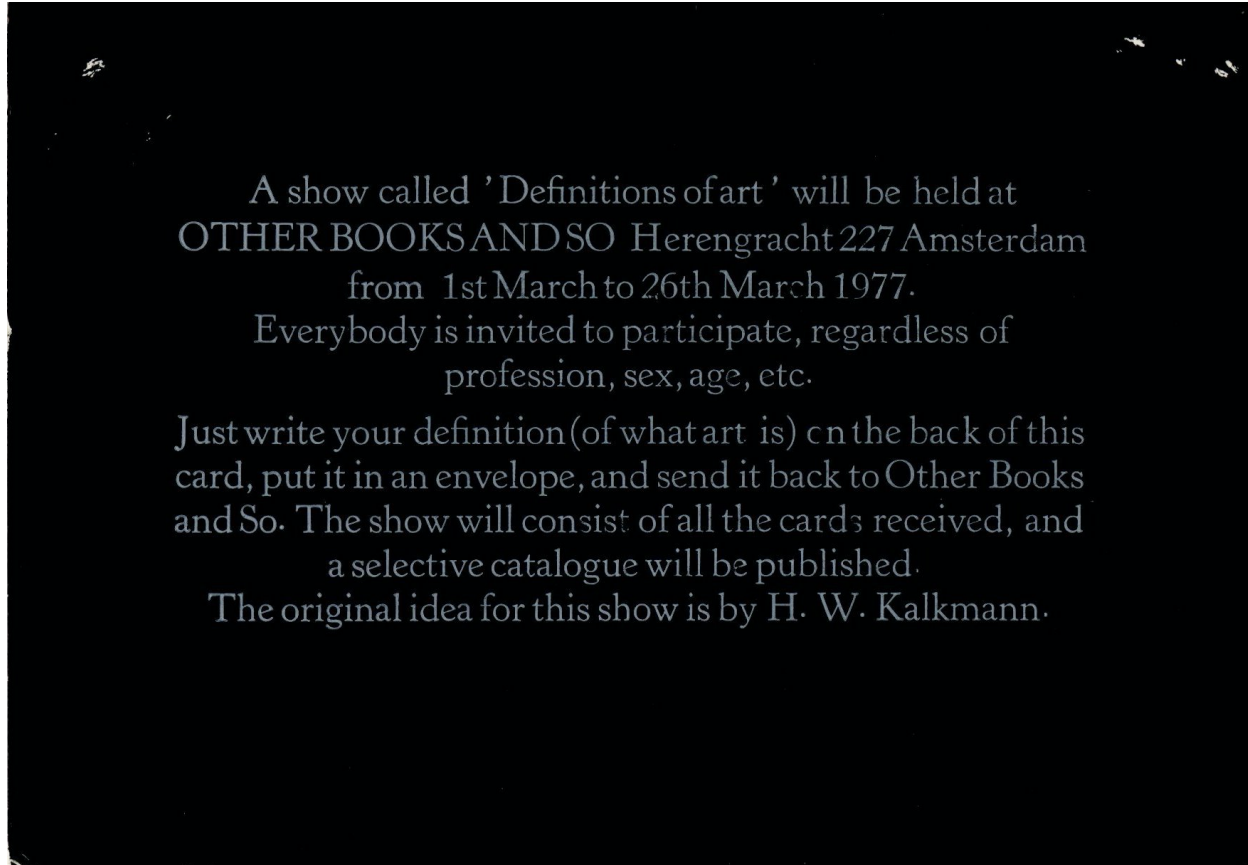 A show called ’Definitions of art’ will be held at
OTHER BOOKS AND SO Herengracht 227 Amsterdam
from 1st March to 26th March 1977.
Everybody is invited to participate, regardless of
profession, sex, age, etc.
Just write your definition (of what art is) on the back of this
card, put it in an envelope, and send it back to Other Books
and So. The show will consist of all the cards received, and
a selective catalogue will be published.
The original idea for this show is by H. W. Kalkmann.